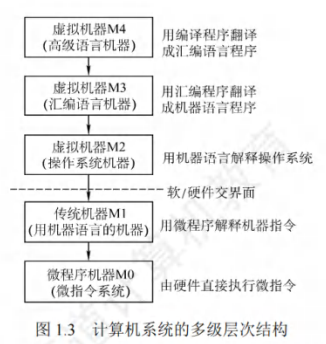 虚拟机器M4
(高级语言机器)
用编译程序翻译
成汇编语言程序
虚拟机器M3
(汇编语言机器)
用汇编程序翻译
成机器语言程序
虚拟机器M2
(操作系统机器)
用机器语言解释操作系统
软/硬件交界面
传统机器M1
(用机器语言的机器)
用微程序解释机器指令
微程序机器M0
(微指令系统)
由硬件直接执行微指令
图 1.3 计算机系统的多级层次结构